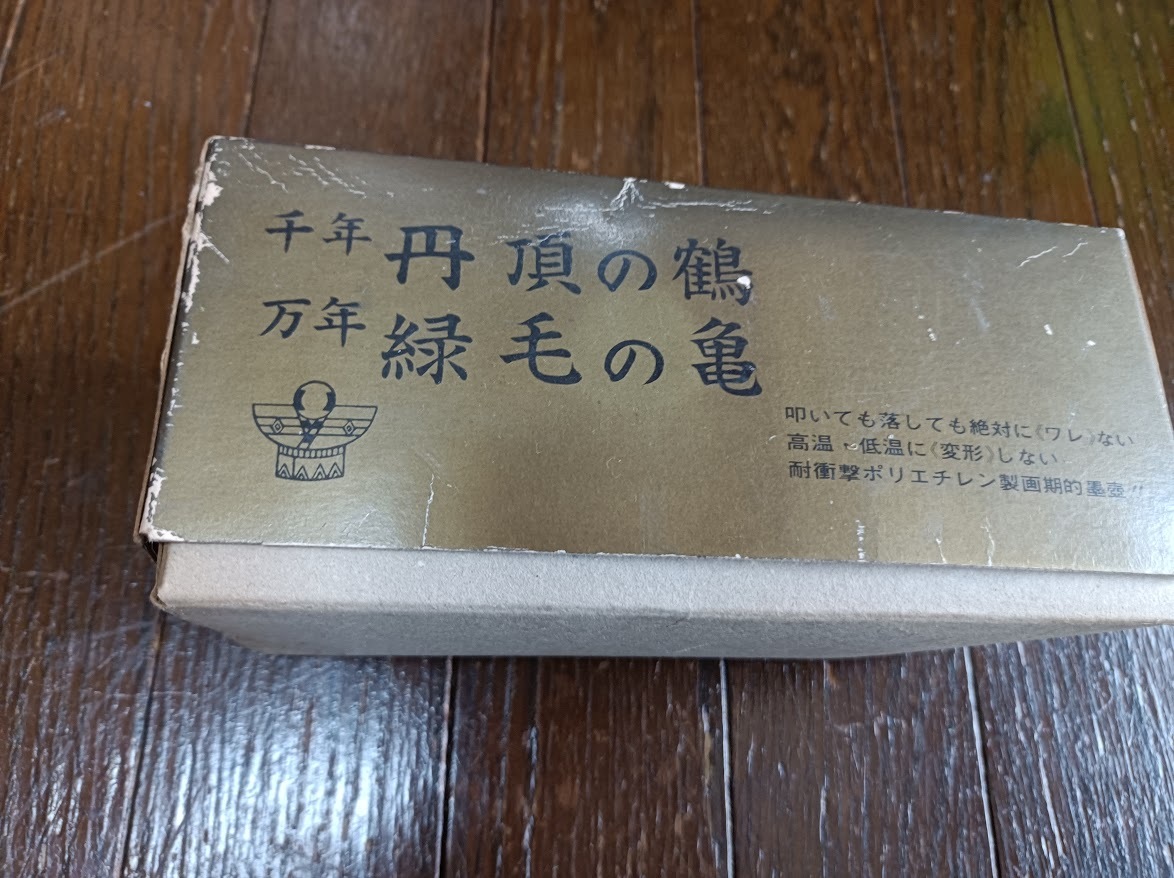 千年 丹頂の鶴
万年 緑毛の亀
叩いても落しても絶対に《ワレ》ない
高温、低温に《変形》しない
耐衝撃ポリエチレン製画期的墨壺!!